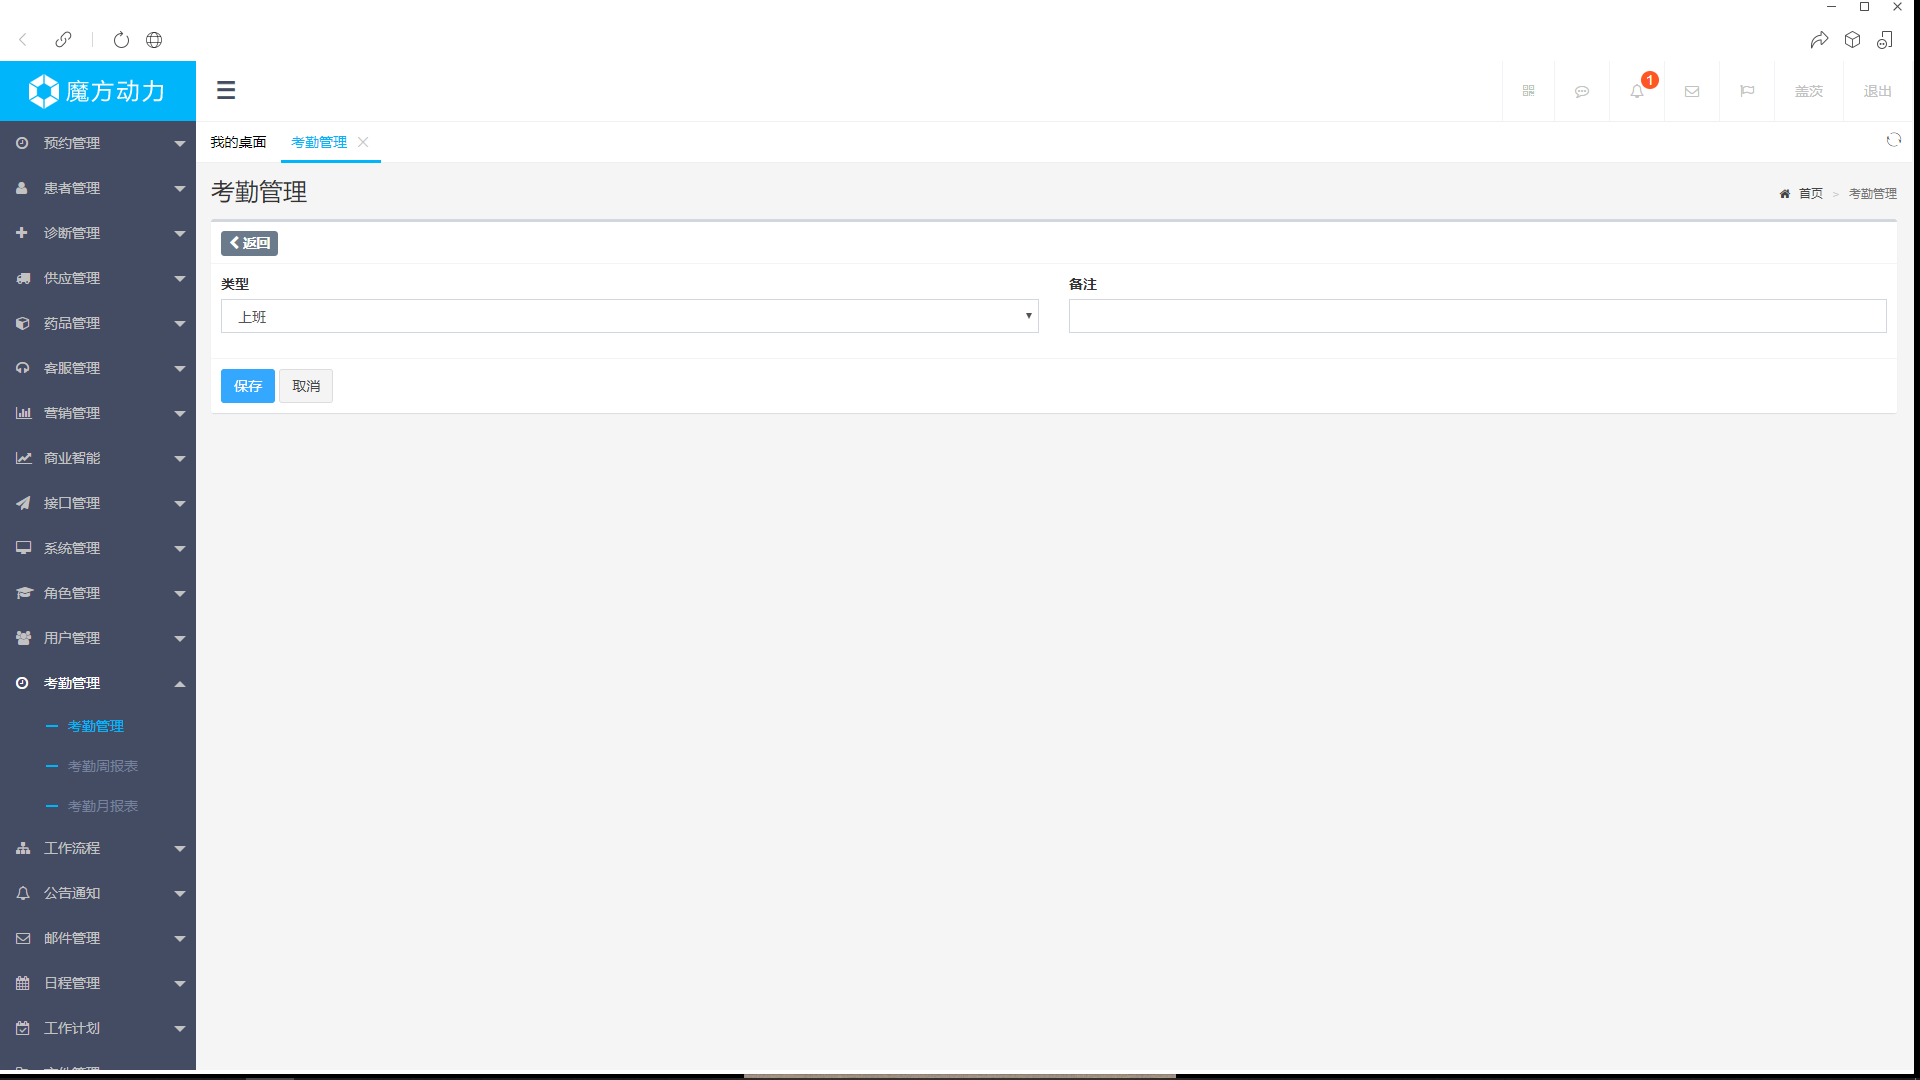 魔方动力
1
盖茨
退出
预约管理
患者管理
诊断管理
供应管理
药品管理
客服管理
营销管理
商业智能
接口管理
系统管理
角色管理
用户管理
考勤管理
考勤管理
考勤周报表
考勤月报表
工作流程
公告通知
邮件管理
日程管理
工作计划
我的桌面 考勤管理
考勤管理
首页 > 考勤管理
返回
类型
上班
备注
保存 取消